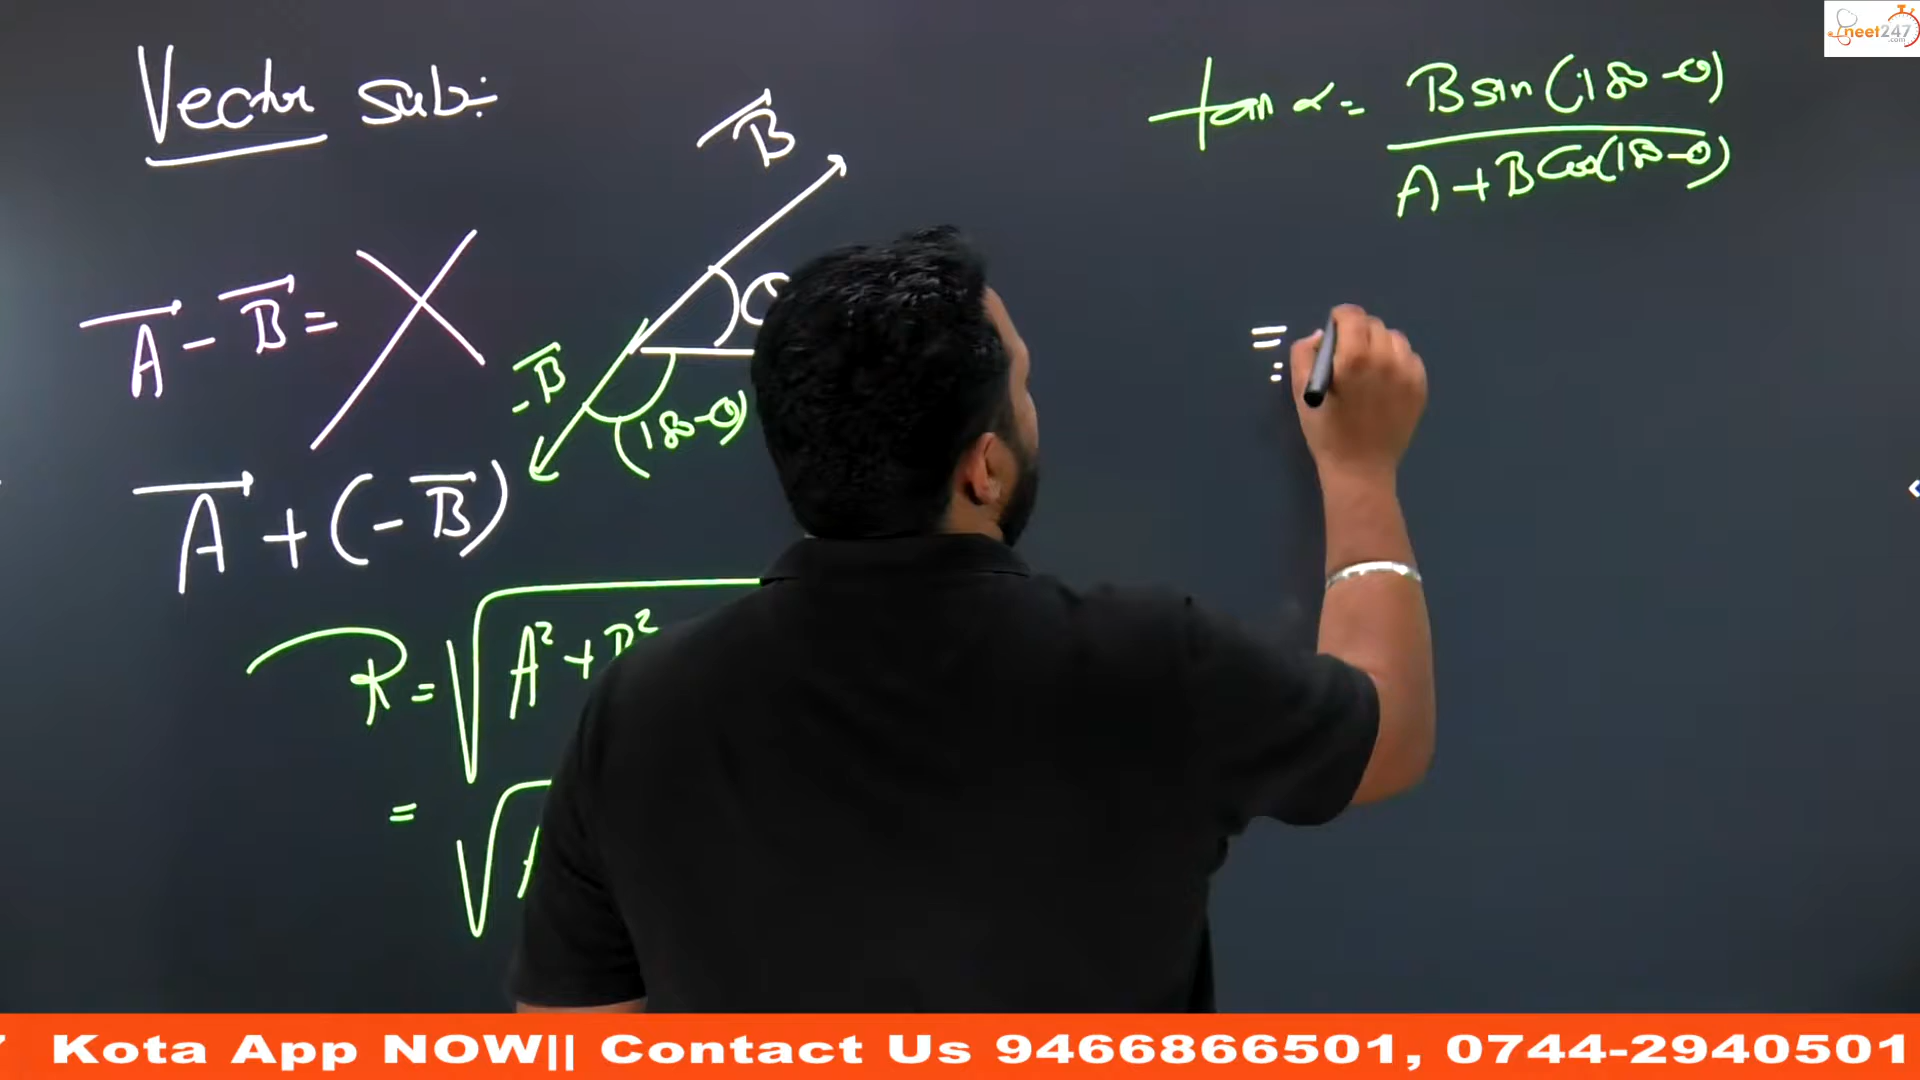 Vector sub:-
B
tan α = B sin(180-θ)
A + B Cos(180-θ)
A - B =
-B
(180-θ)
=
A + (-B)
R = √A² + B²
= √
Kota App NOW|| Contact Us 9466866501, 0744-2940501
neet247
.com